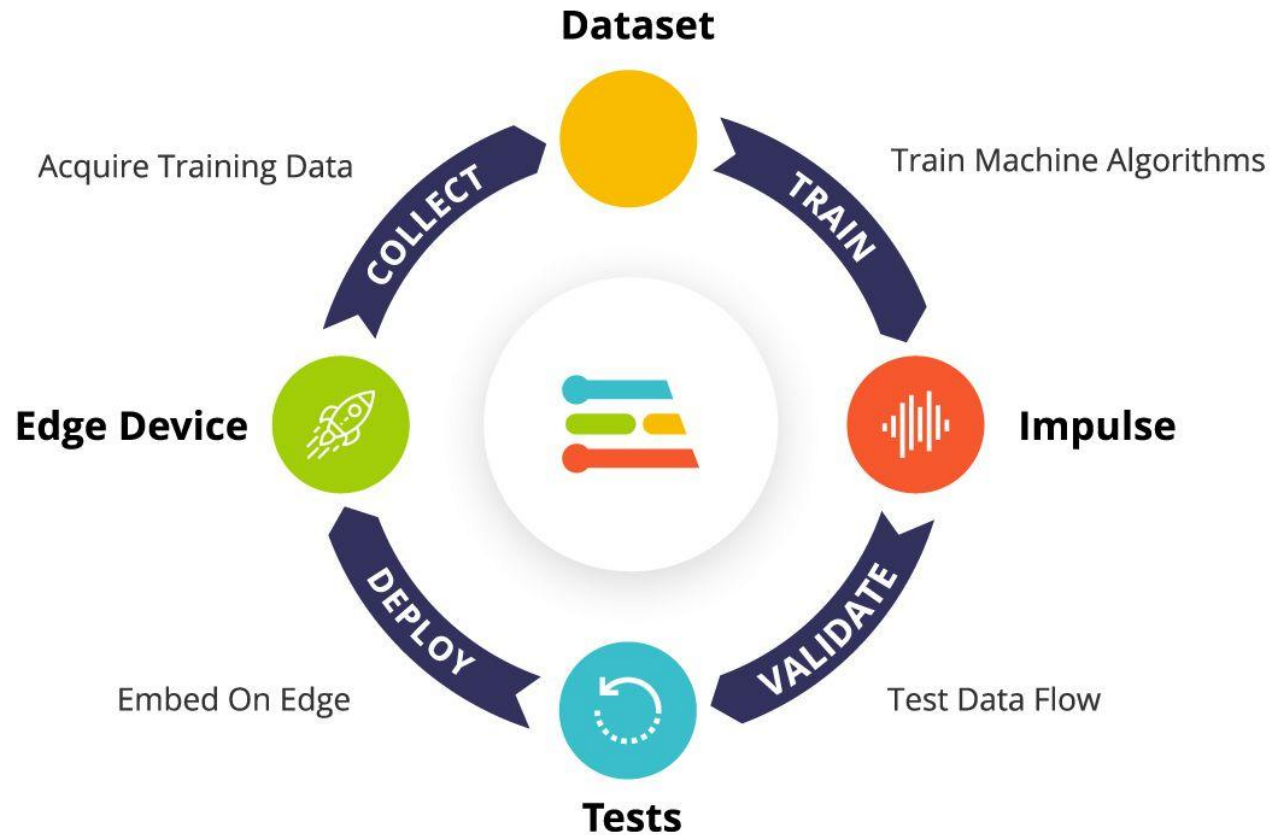 Dataset
Acquire Training Data
COLLECT
TRAIN
Train Machine Algorithms
Edge Device
Impulse
DEPLOY
VALIDATE
Embed On Edge
Test Data Flow
Tests